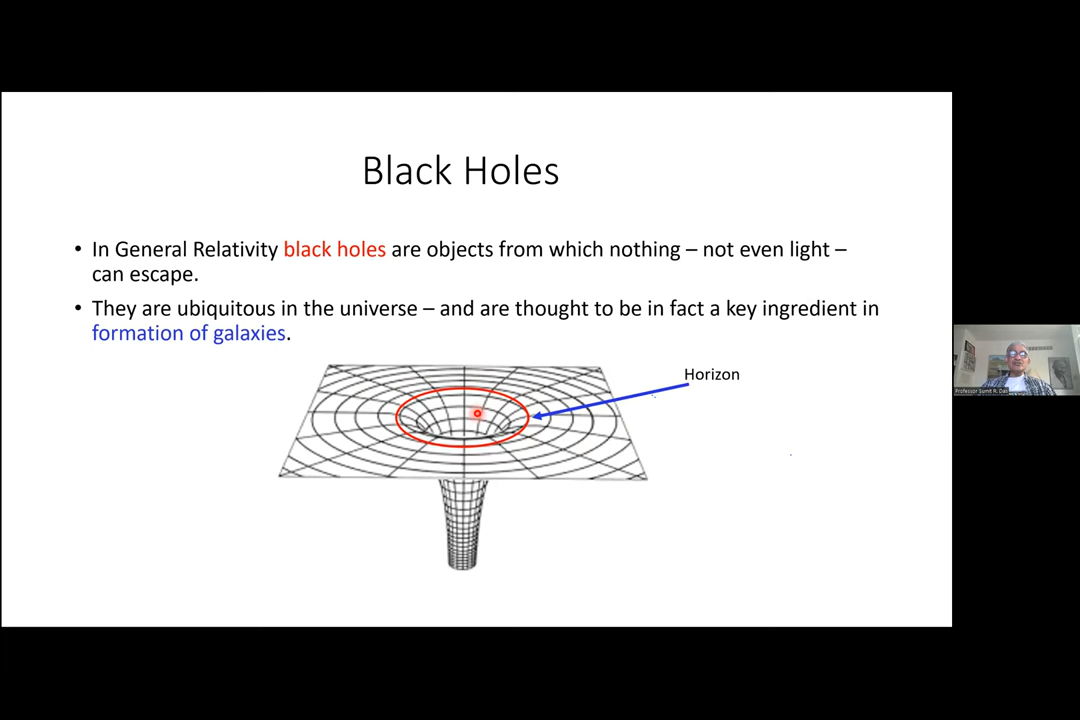 Black Holes
• In General Relativity black holes are objects from which nothing – not even light –
can escape.
• They are ubiquitous in the universe – and are thought to be in fact a key ingredient in
formation of galaxies.
Horizon
Professor Sumit R. Das